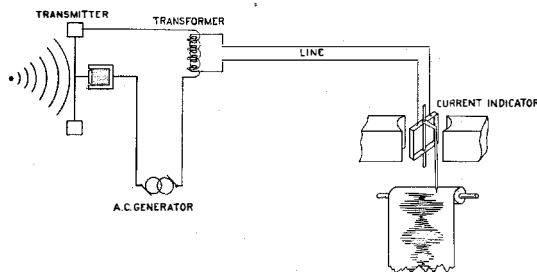 TRANSMITTER
TRANSFORMER
LINE
CURRENT INDICATOR
A.C. GENERATOR